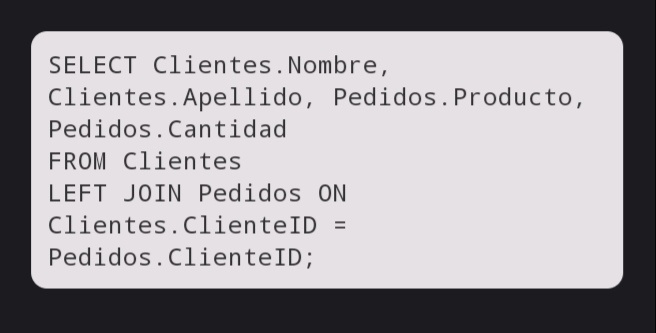 SELECT Clientes.Nombre,
Clientes.Apellido, Pedidos.Producto,
Pedidos.Cantidad
FROM Clientes
LEFT JOIN Pedidos ON
Clientes.ClienteID =
Pedidos.ClienteID;